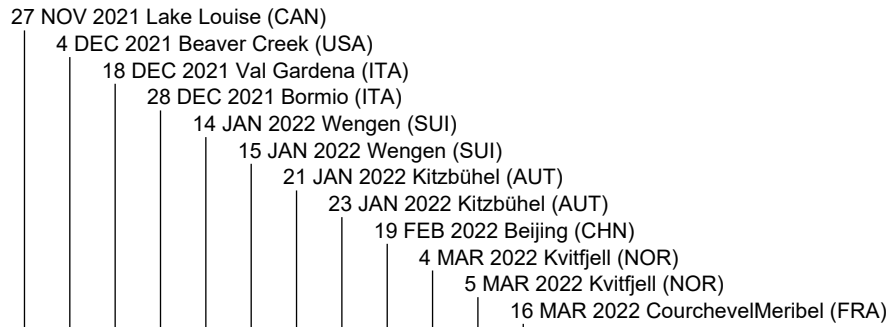 27 NOV 2021 Lake Louise (CAN)
4 DEC 2021 Beaver Creek (USA)
18 DEC 2021 Val Gardena (ITA)
28 DEC 2021 Bormio (ITA)
14 JAN 2022 Wengen (SUI)
15 JAN 2022 Wengen (SUI)
21 JAN 2022 Kitzbühel (AUT)
23 JAN 2022 Kitzbühel (AUT)
19 FEB 2022 Beijing (CHN)
4 MAR 2022 Kvitfjell (NOR)
5 MAR 2022 Kvitfjell (NOR)
16 MAR 2022 CourchevelMeribel (FRA)